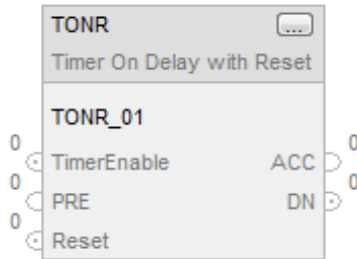 TONR ...
Timer On Delay with Reset
TONR_01
0 TimerEnable ACC 0
0 PRE DN 0
0 Reset